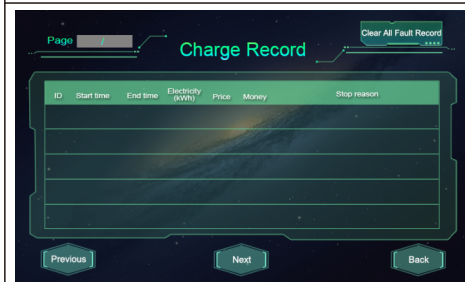 Page /
Charge Record
Clear All Fault Record
ID Start time End time Electricity (kWh) Price Money Stop reason
Previous Next Back